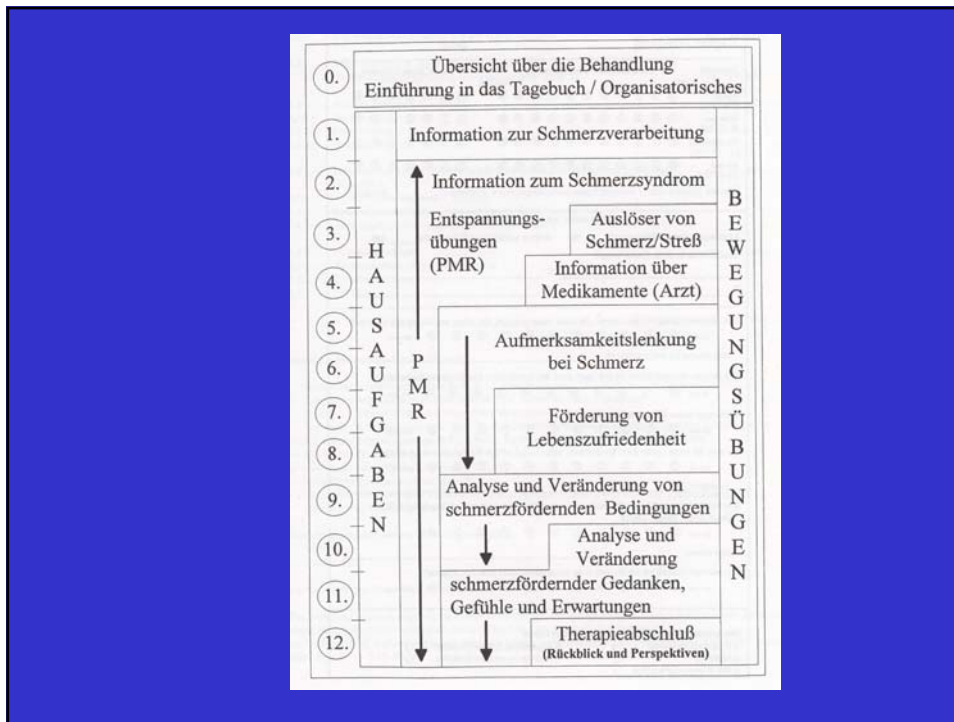 0.
Übersicht über die Behandlung
Einführung in das Tagebuch / Organisatorisches
1.
Information zur Schmerzverarbeitung
2.
Information zum Schmerzsyndrom
3.
Entspannungs-
übungen
(PMR)
Auslöser von
Schmerz/Streß
4.
Information über
Medikamente (Arzt)
5.
6.
Aufmerksamkeitslenkung
bei Schmerz
7.
8.
Förderung von
Lebenszufriedenheit
9.
Analyse und Veränderung von
schmerzfördernden Bedingungen
10.
Analyse und
Veränderung
11.
schmerzfördernder Gedanken,
Gefühle und Erwartungen
12.
Therapieabschluß
(Rückblick und Perspektiven)
HAUSAUFGABEN
PMR
BEWEGUNGSÜBUNGEN